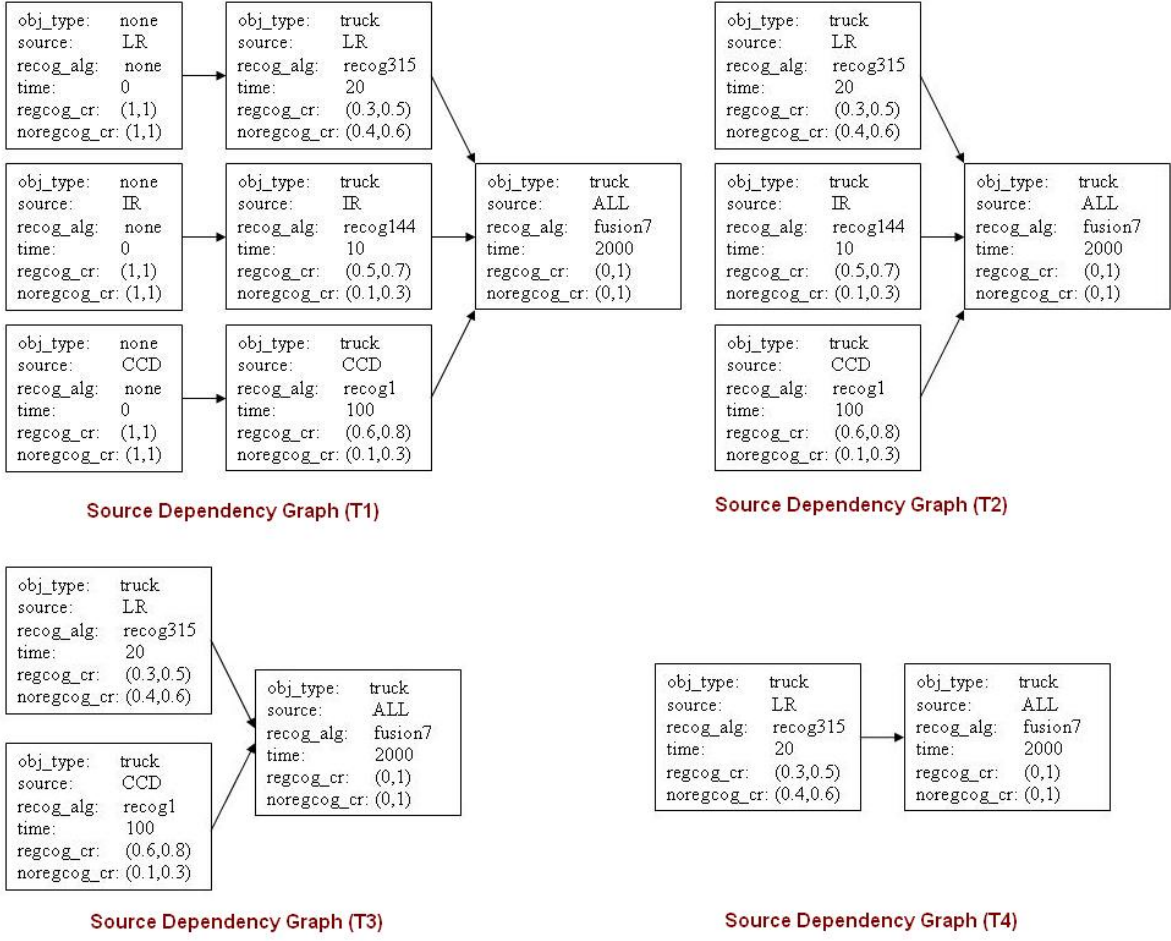 obj_type: none
source: LR
recog_alg: none
time: 0
regcog_cr: (1,1)
noregcog_cr: (1,1)
obj_type: truck
source: LR
recog_alg: recog315
time: 20
regcog_cr: (0.3,0.5)
noregcog_cr: (0.4,0.6)
obj_type: none
source: IR
recog_alg: none
time: 0
regcog_cr: (1,1)
noregcog_cr: (1,1)
obj_type: truck
source: IR
recog_alg: recog144
time: 10
regcog_cr: (0.5,0.7)
noregcog_cr: (0.1,0.3)
obj_type: truck
source: ALL
recog_alg: fusion7
time: 2000
regcog_cr: (0,1)
noregcog_cr: (0,1)
obj_type: none
source: CCD
recog_alg: none
time: 0
regcog_cr: (1,1)
noregcog_cr: (1,1)
obj_type: truck
source: CCD
recog_alg: recog1
time: 100
regcog_cr: (0.6,0.8)
noregcog_cr: (0.1,0.3)
Source Dependency Graph (T1)
obj_type: truck
source: LR
recog_alg: recog315
time: 20
regcog_cr: (0.3,0.5)
noregcog_cr: (0.4,0.6)
obj_type: truck
source: IR
recog_alg: recog144
time: 10
regcog_cr: (0.5,0.7)
noregcog_cr: (0.1,0.3)
obj_type: truck
source: ALL
recog_alg: fusion7
time: 2000
regcog_cr: (0,1)
noregcog_cr: (0,1)
obj_type: truck
source: CCD
recog_alg: recog1
time: 100
regcog_cr: (0.6,0.8)
noregcog_cr: (0.1,0.3)
Source Dependency Graph (T2)
obj_type: truck
source: LR
recog_alg: recog315
time: 20
regcog_cr: (0.3,0.5)
noregcog_cr: (0.4,0.6)
obj_type: truck
source: ALL
recog_alg: fusion7
time: 2000
regcog_cr: (0,1)
noregcog_cr: (0,1)
obj_type: truck
source: CCD
recog_alg: recog1
time: 100
regcog_cr: (0.6,0.8)
noregcog_cr: (0.1,0.3)
Source Dependency Graph (T3)
obj_type: truck
source: LR
recog_alg: recog315
time: 20
regcog_cr: (0.3,0.5)
noregcog_cr: (0.4,0.6)
obj_type: truck
source: ALL
recog_alg: fusion7
time: 2000
regcog_cr: (0,1)
noregcog_cr: (0,1)
Source Dependency Graph (T4)